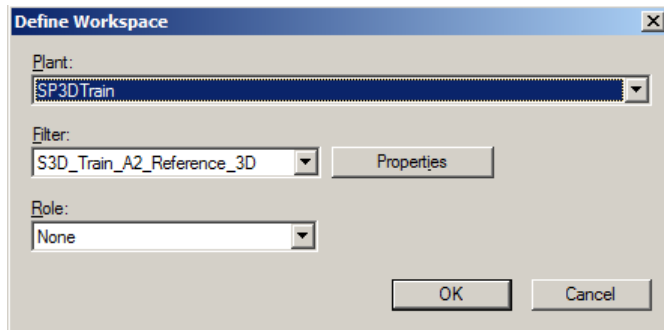 Define Workspace
Plant:
SP3DTrain
Filter:
S3D_Train_A2_Reference_3D
Properties
Role:
None
OK
Cancel